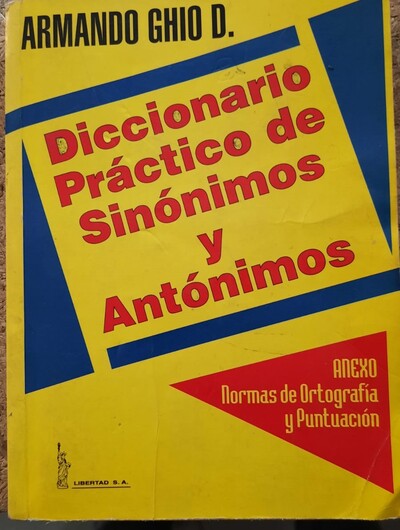 ARMANDO GHIO D.
Diccionario
Práctico de
Sinónimos
y
Antónimos
ANEXO
Normas de Ortografía
y Puntuación
LIBERTAD S. A.